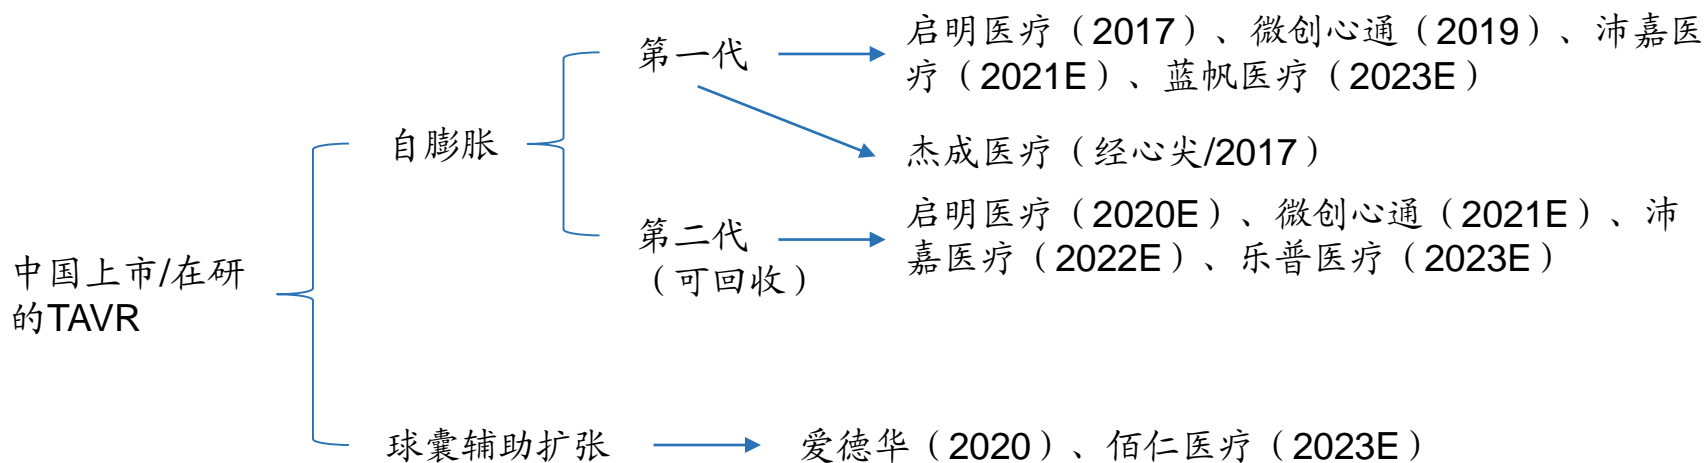 第一代
启明医疗（2017）、微创心通（2019）、沛嘉医
疗（2021E）、蓝帆医疗（2023E）
自膨胀
杰成医疗（经心尖/2017）
第二代
（可回收）
启明医疗（2020E）、微创心通（2021E）、沛
嘉医疗（2022E）、乐普医疗（2023E）
中国上市/在研
的TAVR
球囊辅助扩张
爱德华（2020）、佰仁医疗（2023E）